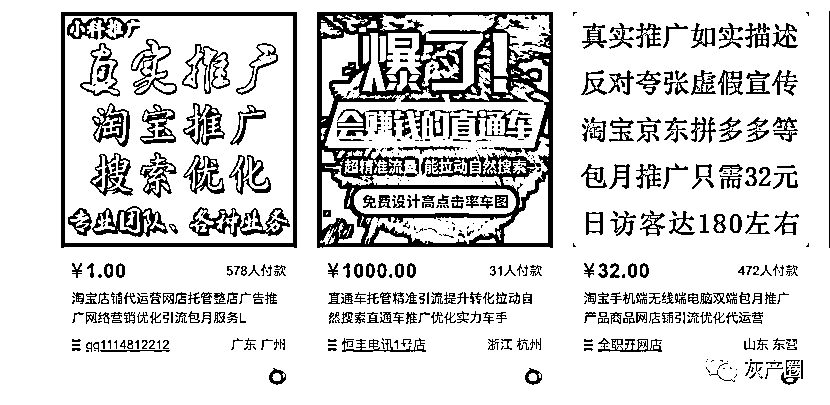 小科推广
真实推广
淘宝推广
搜索优化
专业团队、各种业务
¥1.00 578人付款
淘宝店铺代运营网店托管整店广告推
广网络营销优化引流包月服务L
gq1114812212 广东 广州
爆了!
会赚钱的直通车
超精准流量 能拉动自然搜索
免费设计高点击率车图
¥1000.00 31人付款
直通车托管精准引流提升转化拉动自
然搜索直通车推广优化实力车手
恒丰电讯1号店 浙江 杭州
真实推广如实描述
反对夸张虚假宣传
淘宝京东拼多多等
包月推广只需32元
日访客达180左右
¥32.00 472人付款
淘宝手机端无线端电脑双端包月推广
产品商品网店铺引流优化代运营
全职开网店 山东 东营
灰产圈